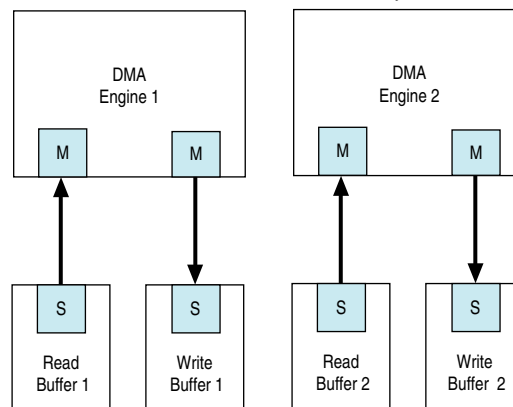 DMA
Engine 1
DMA
Engine 2
M
M
M
M
S
S
S
S
Read
Buffer 1
Write
Buffer 1
Read
Buffer 2
Write
Buffer 2